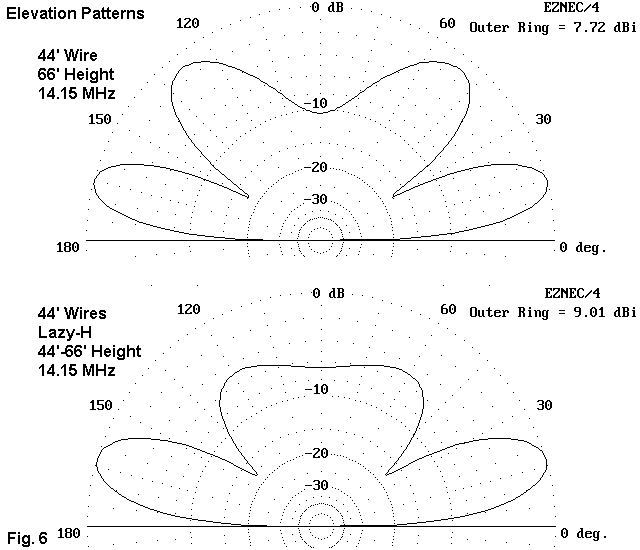 Elevation Patterns
0 dB
EZNEC/4
Outer Ring = 7.72 dBi
120
60
44' Wire
66' Height
14.15 MHz
-10
150
30
-20
-30
180
0 deg.
0 dB
EZNEC/4
Outer Ring = 9.01 dBi
120
60
44' Wires
Lazy-H
44'-66' Height
14.15 MHz
-10
150
30
-20
-30
Fig. 6
180
0 deg.